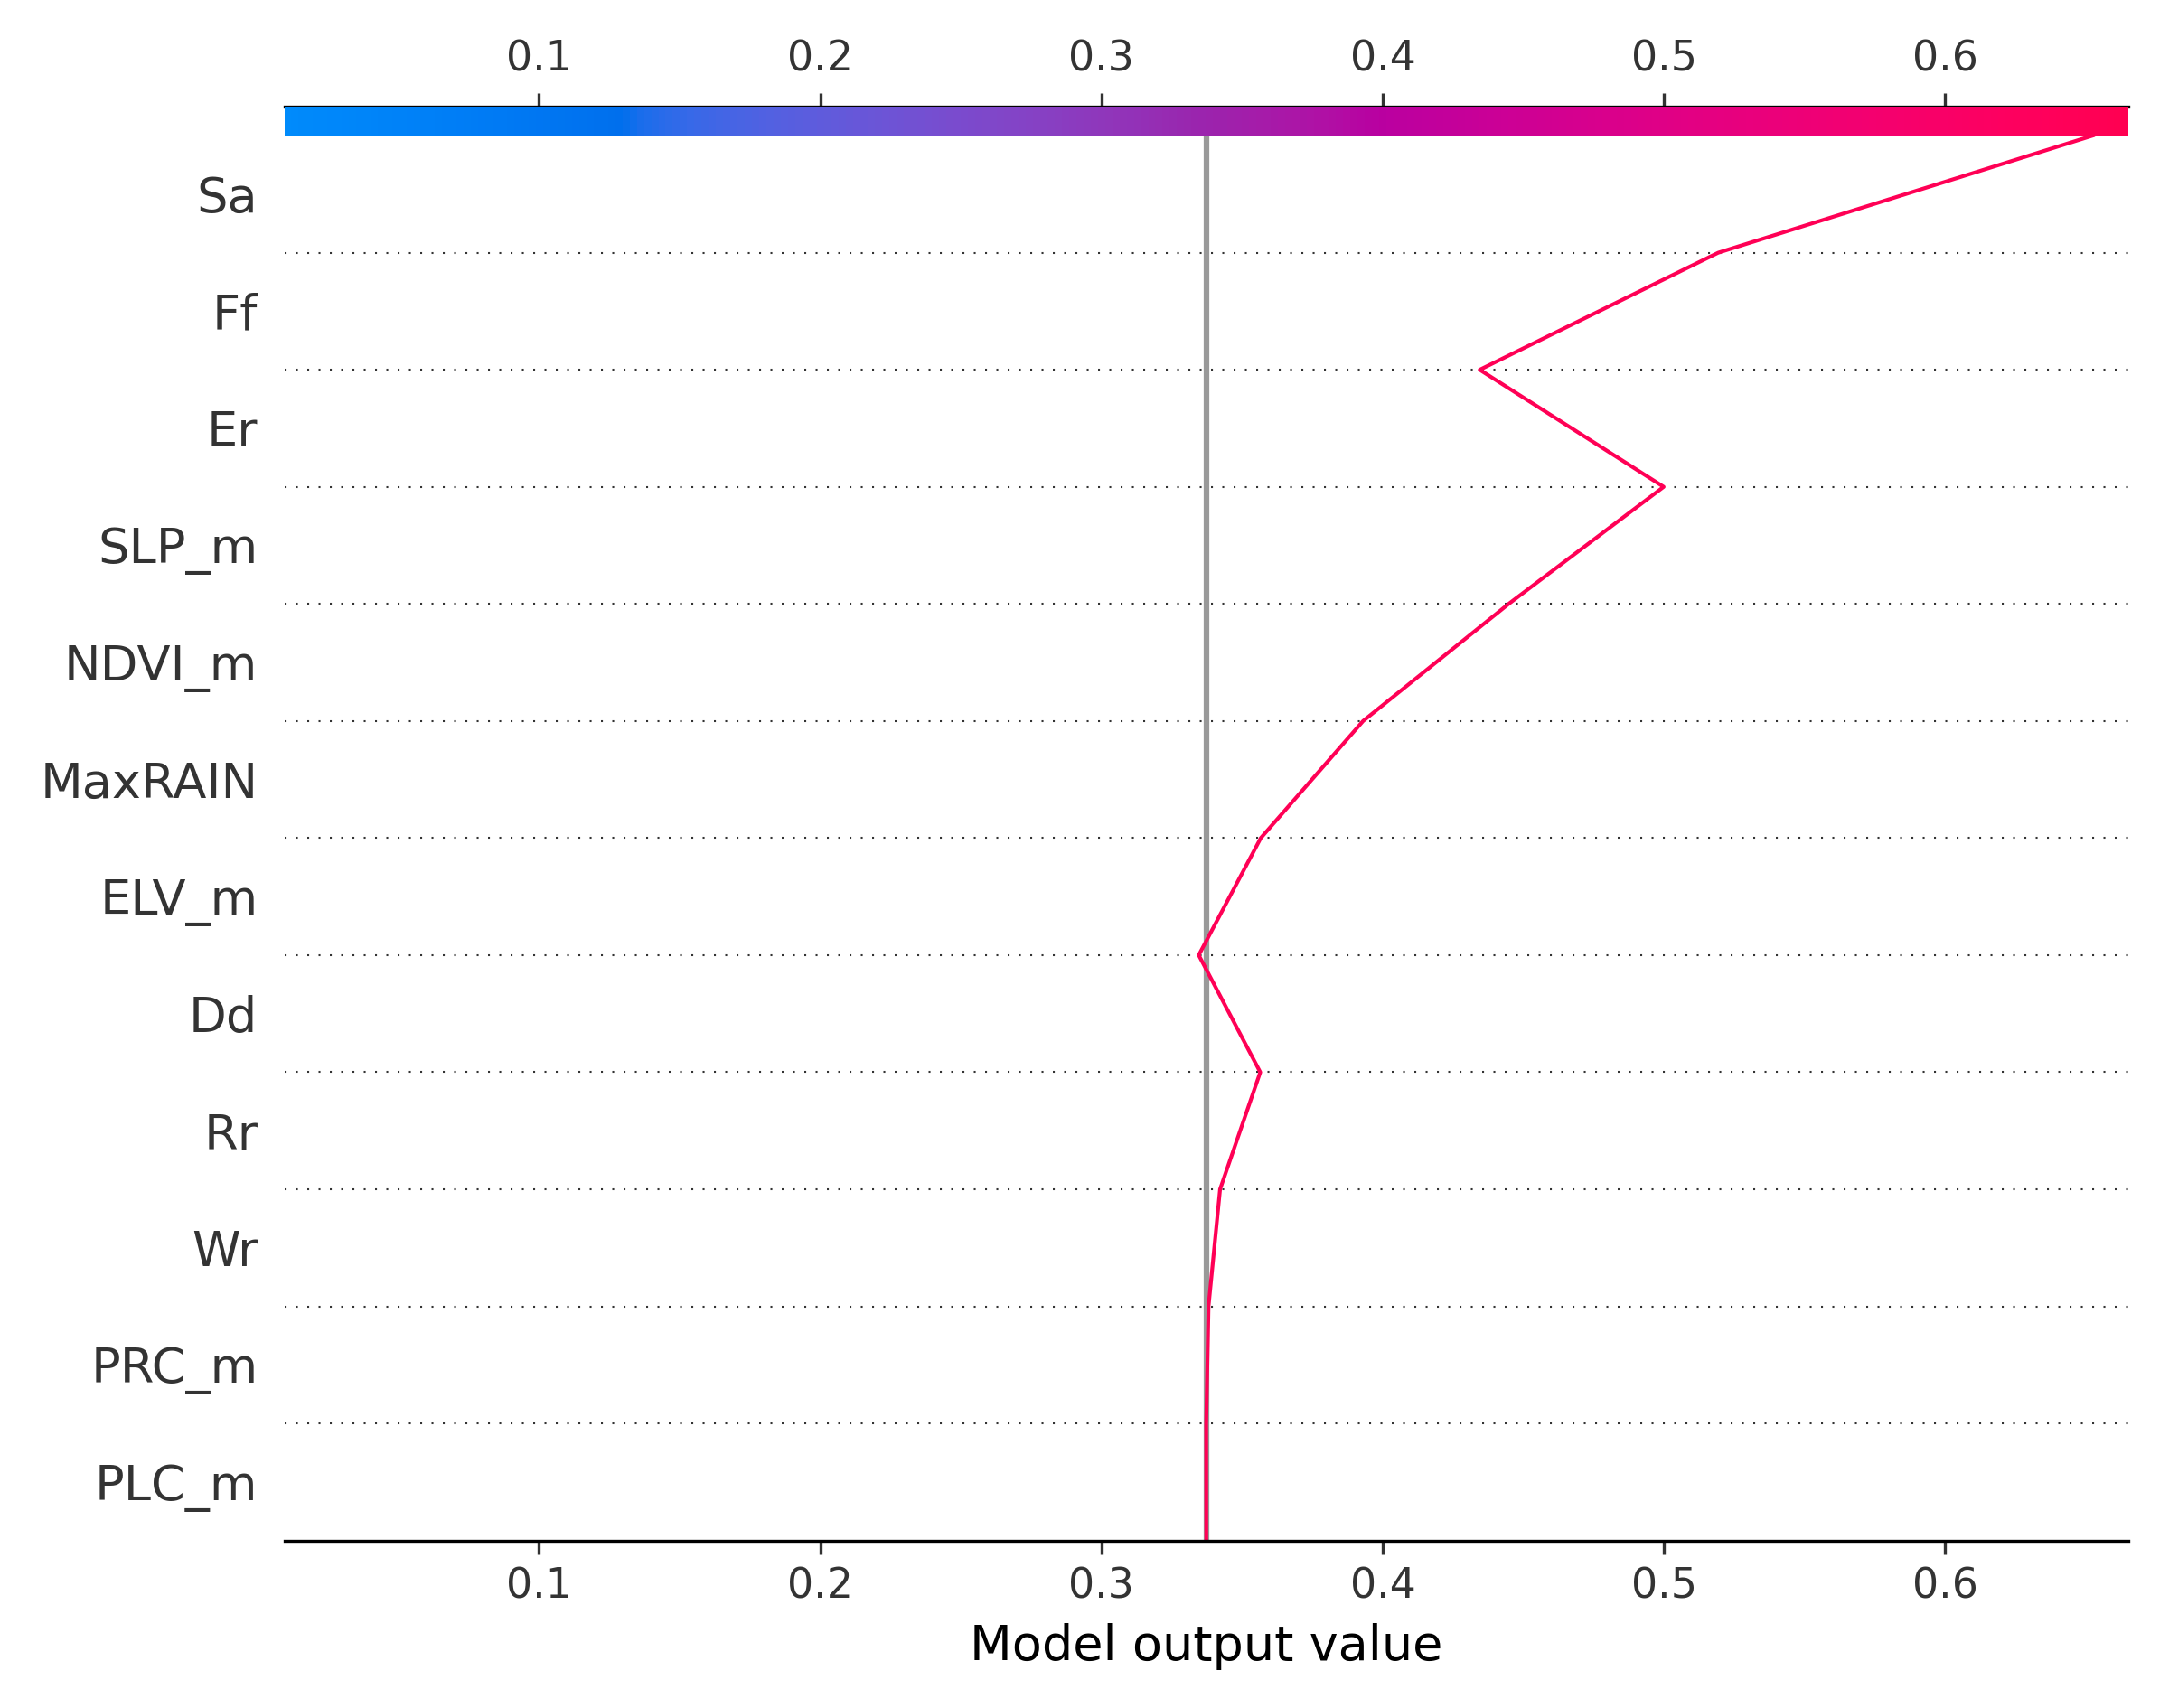 0.1 0.2 0.3 0.4 0.5 0.6
Sa
Ff
Er
SLP_m
NDVI_m
MaxRAIN
ELV_m
Dd
Rr
Wr
PRC_m
PLC_m
0.1 0.2 0.3 0.4 0.5 0.6
Model output value